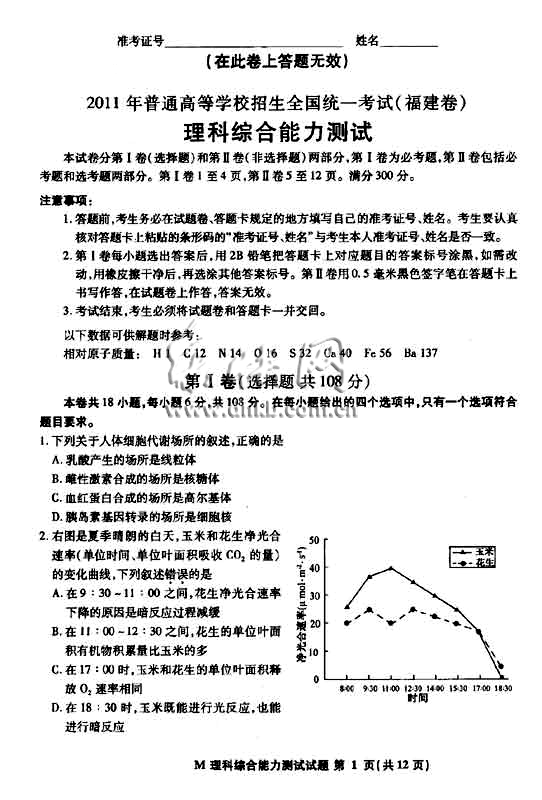 准考证号 姓名
(在此卷上答题无效)
2011 年普通高等学校招生全国统一考试(福建卷)
理科综合能力测试
本试卷分第Ⅰ卷(选择题)和第Ⅱ卷(非选择题)两部分,第Ⅰ卷为必考题,第Ⅱ卷包括必
考题和选考题两部分。第Ⅰ卷 1 至 4 页,第Ⅱ卷 5 至 12 页。满分 300 分。
注意事项:
1. 答题前,考生务必在试题卷、答题卡规定的地方填写自己的准考证号、姓名。考生要认真
核对答题卡上粘贴的条形码的“准考证号、姓名”与考生本人准考证号、姓名是否一致。
2. 第Ⅰ卷每小题选出答案后,用 2B 铅笔把答题卡上对应题目的答案标号涂黑,如需改
动,用橡皮擦干净后,再选涂其他答案标号。第Ⅱ卷用 0.5 毫米黑色签字笔在答题卡上
书写作答,在试题卷上作答,答案无效。
3. 考试结束,考生必须将试题卷和答题卡一并交回。
以下数据可供解题时参考:
相对原子质量: H 1 C 12 N 14 O 16 S 32 Ca 40 Fe 56 Ba 137
第Ⅰ卷(选择题 共 108 分)
本卷共 18 小题,每小题 6 分,共 108 分。在每小题给出的四个选项中,只有一个选项符合
题目要求。
1. 下列关于人体细胞代谢场所的叙述,正确的是
A. 乳酸产生的场所是线粒体
B. 雌性激素合成的场所是核糖体
C. 血红蛋白合成的场所是高尔基体
D. 胰岛素基因转录的场所是细胞核
2. 右图是夏季晴朗的白天,玉米和花生净光合
速率(单位时间、单位叶面积吸收 CO₂ 的量)
的变化曲线,下列叙述错误的是
A. 在 9:30~11:00 之间,花生净光合速率
下降的原因是暗反应过程减缓
B. 在 11:00~12:30 之间,花生的单位叶面
积有机物积累量比玉米的多
C. 在 17:00 时,玉米和花生的单位叶面积释
放 O₂ 速率相同
D. 在 18:30 时,玉米既能进行光反应,也能
进行暗反应
净光合速率(μmol·m⁻²·s⁻¹)
50
40
30
20
10
0
玉米
花生
8:00 9:30 11:00 12:30 14:00 15:30 17:00 18:30
时间
M 理科综合能力测试试题 第 1 页(共 12 页)